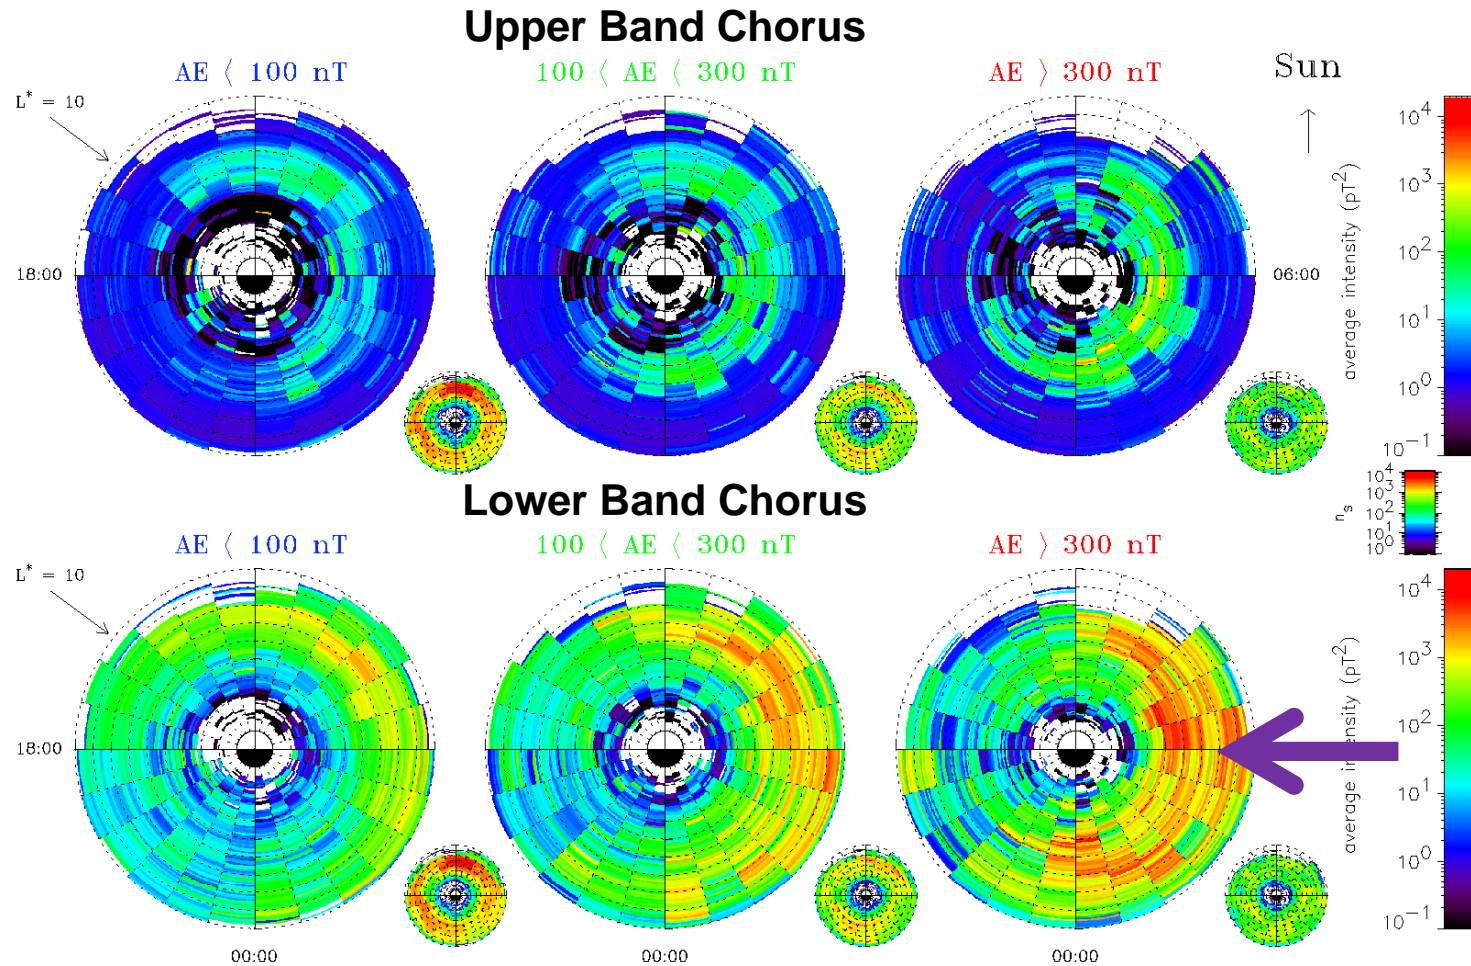 Upper Band Chorus
AE ⟨ 100 nT
100 ⟨ AE ⟨ 300 nT
AE ⟩ 300 nT
Sun
L* = 10
18:00
06:00
average intensity (pT²)
10⁴
10³
10²
10¹
10⁰
10⁻¹
Lower Band Chorus
n_s
10⁴
10³
10²
10¹
10⁰
AE ⟨ 100 nT
100 ⟨ AE ⟨ 300 nT
AE ⟩ 300 nT
L* = 10
18:00
average intensity (pT²)
10⁴
10³
10²
10¹
10⁰
10⁻¹
00:00
00:00
00:00